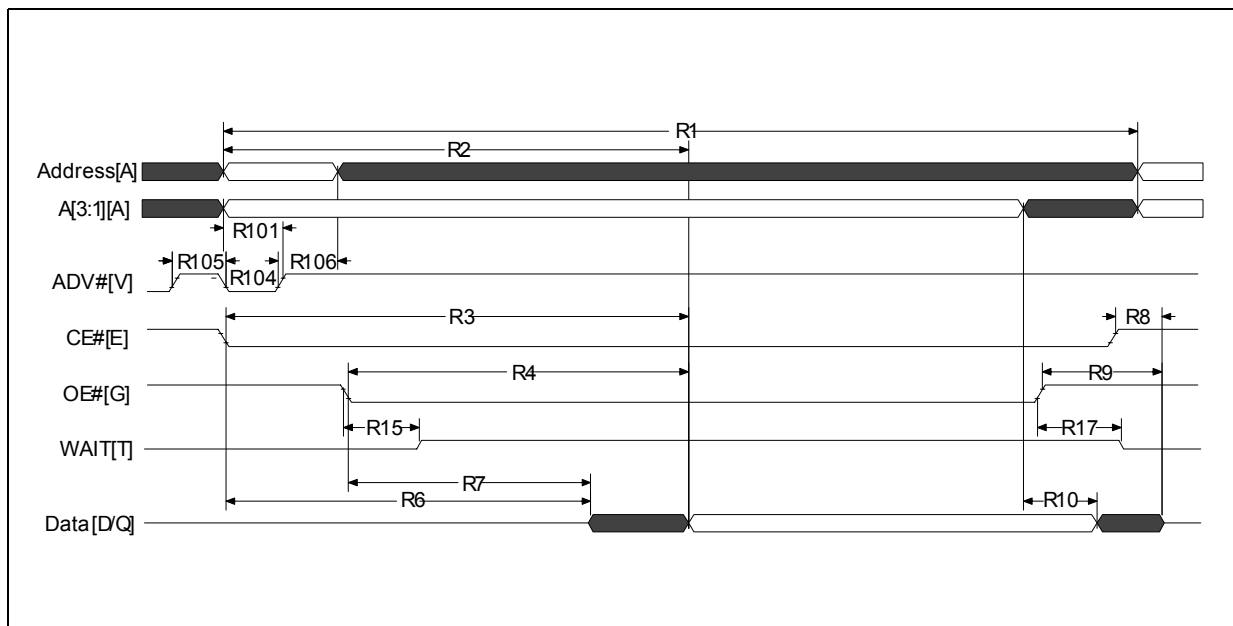 R1
R2
Address[A]
A[3:1][A]
R101
R105
R104
R106
ADV#[V]
R3
R8
CE#[E]
R4
R9
OE#[G]
R15
R17
WAIT[T]
R7
R6
R10
Data[D/Q]